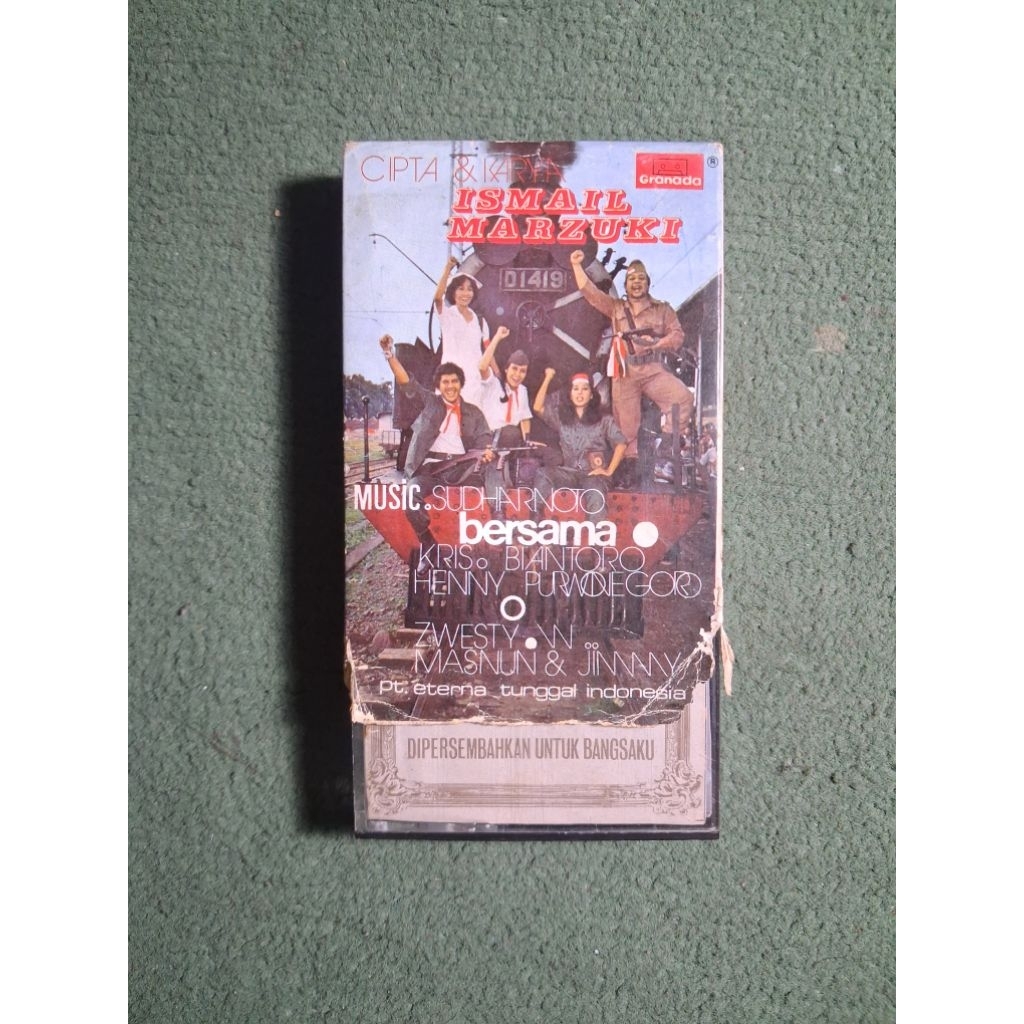 CIPTA & KARYA
Granada
®
ISMAIL
MARZUKI
D1419
MUSIC. SUDHARNOTO
bersama
KRIS. BIANTORO
HENNY PURWONEGORO
ZWESTY. W
MASNUN & JIMMY
pt. eterna tunggal indonesia
DIPERSEMBAHKAN UNTUK BANGSAKU